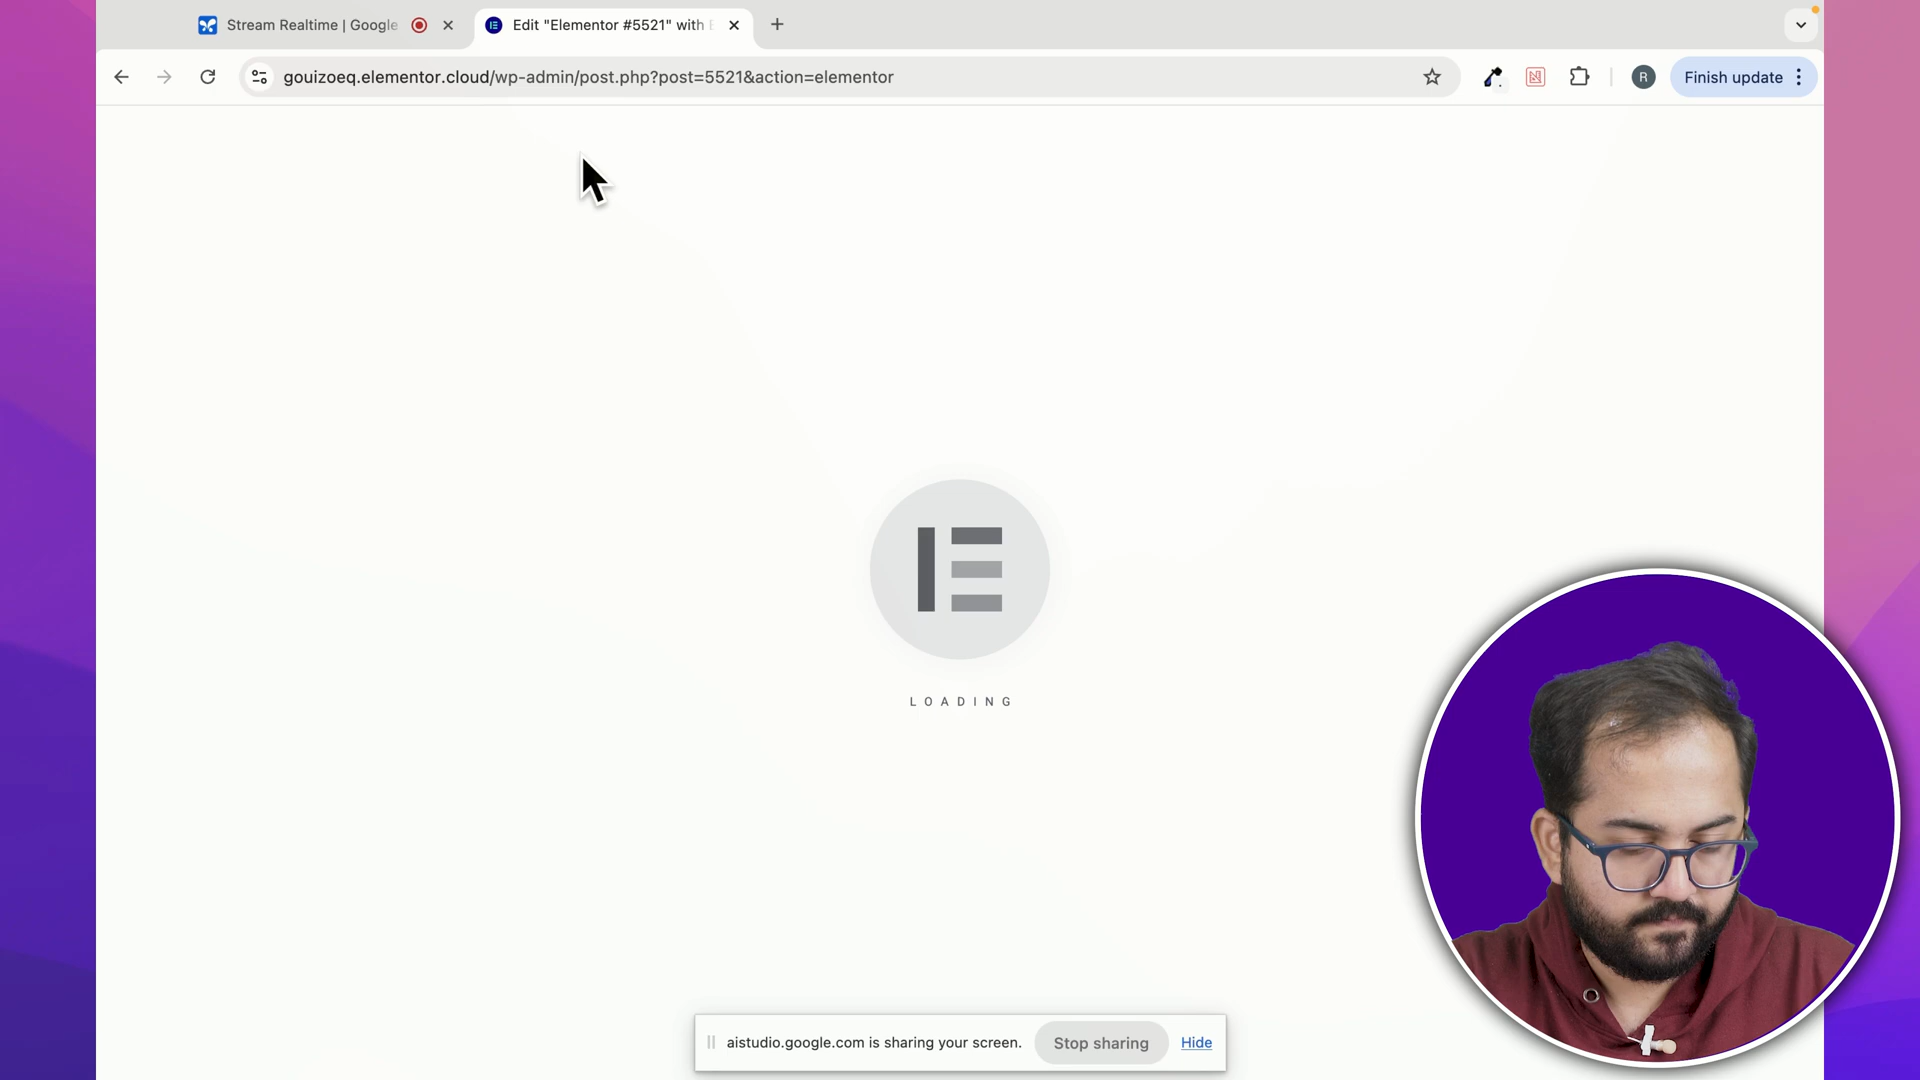 Stream Realtime | Google
Edit "Elementor #5521" with E
gouizoeq.elementor.cloud/wp-admin/post.php?post=5521&action=elementor
R
Finish update
LOADING
aistudio.google.com is sharing your screen.
Stop sharing
Hide